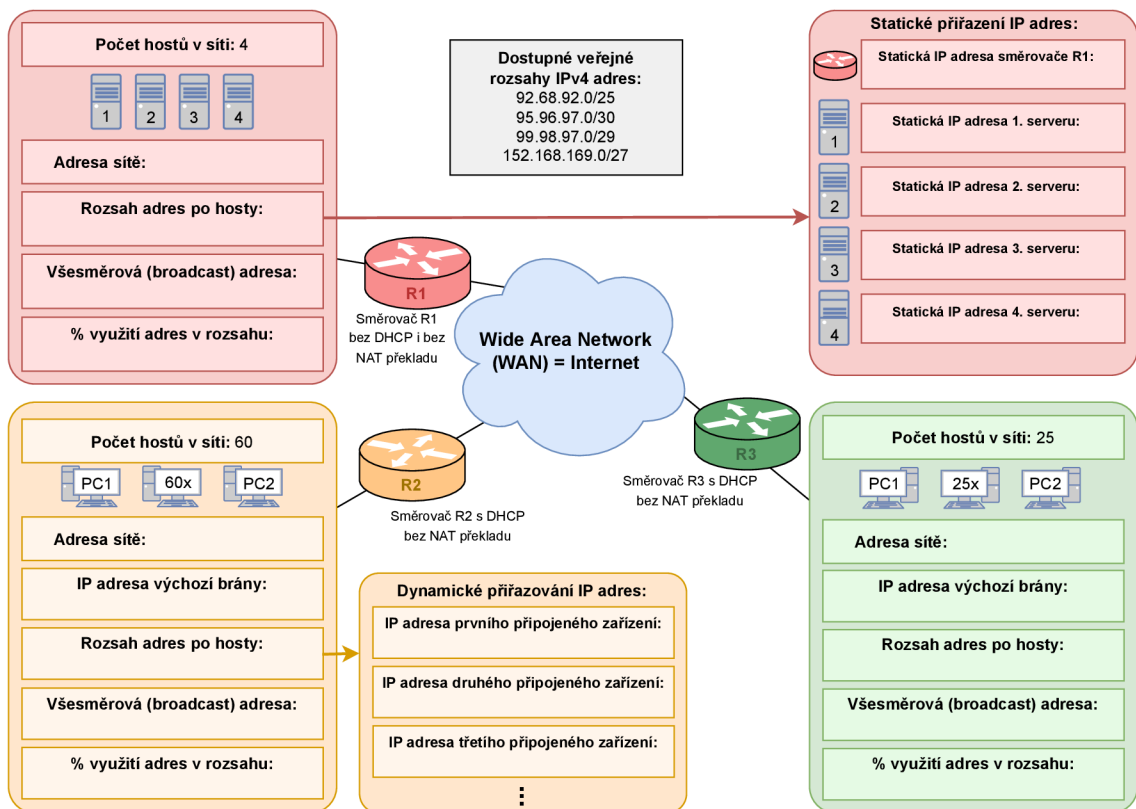 Počet hostů v síti: 4
1
2
3
4
Adresa sítě:
Rozsah adres po hosty:
Všesměrová (broadcast) adresa:
% využití adres v rozsahu:
Dostupné veřejné
rozsahy IPv4 adres:
92.68.92.0/25
95.96.97.0/30
99.98.97.0/29
152.168.169.0/27
Statické přiřazení IP adres:
Statická IP adresa směrovače R1:
Statická IP adresa 1. serveru:
1
Statická IP adresa 2. serveru:
2
Statická IP adresa 3. serveru:
3
Statická IP adresa 4. serveru:
4
R1
Směrovač R1
bez DHCP i bez
NAT překladu
Wide Area Network
(WAN) = Internet
R2
Směrovač R2 s DHCP
bez NAT překladu
R3
Směrovač R3 s DHCP
bez NAT překladu
Počet hostů v síti: 60
PC1
60x
PC2
Adresa sítě:
IP adresa výchozí brány:
Rozsah adres po hosty:
Všesměrová (broadcast) adresa:
% využití adres v rozsahu:
Dynamické přiřazování IP adres:
IP adresa prvního připojeného zařízení:
IP adresa druhého připojeného zařízení:
IP adresa třetího připojeného zařízení:
⋮
Počet hostů v síti: 25
PC1
25x
PC2
Adresa sítě:
IP adresa výchozí brány:
Rozsah adres po hosty:
Všesměrová (broadcast) adresa:
% využití adres v rozsahu: